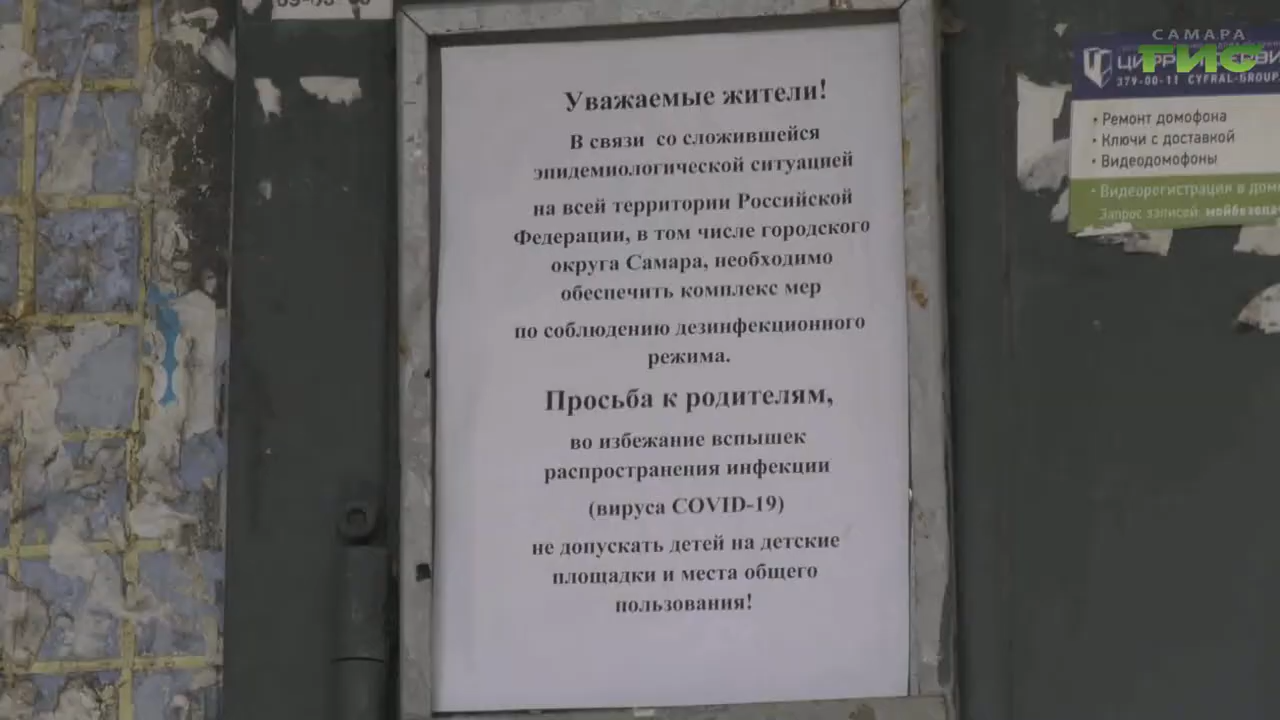 Уважаемые жители!
В связи со сложившейся
эпидемиологической ситуацией
на всей территории Российской
Федерации, в том числе городского
округа Самара, необходимо
обеспечить комплекс мер
по соблюдению дезинфекционного
режима.
Просьба к родителям,
во избежание вспышек
распространения инфекции
(вируса COVID-19)
не допускать детей на детские
площадки и места общего
пользования!
САМАРА
ГИС
379-00-11 CYFRAL-GROUP.
• Ремонт домофона
• Ключи с доставкой
• Видеодомофоны
• Видеорегистрация в
Запрос записей: